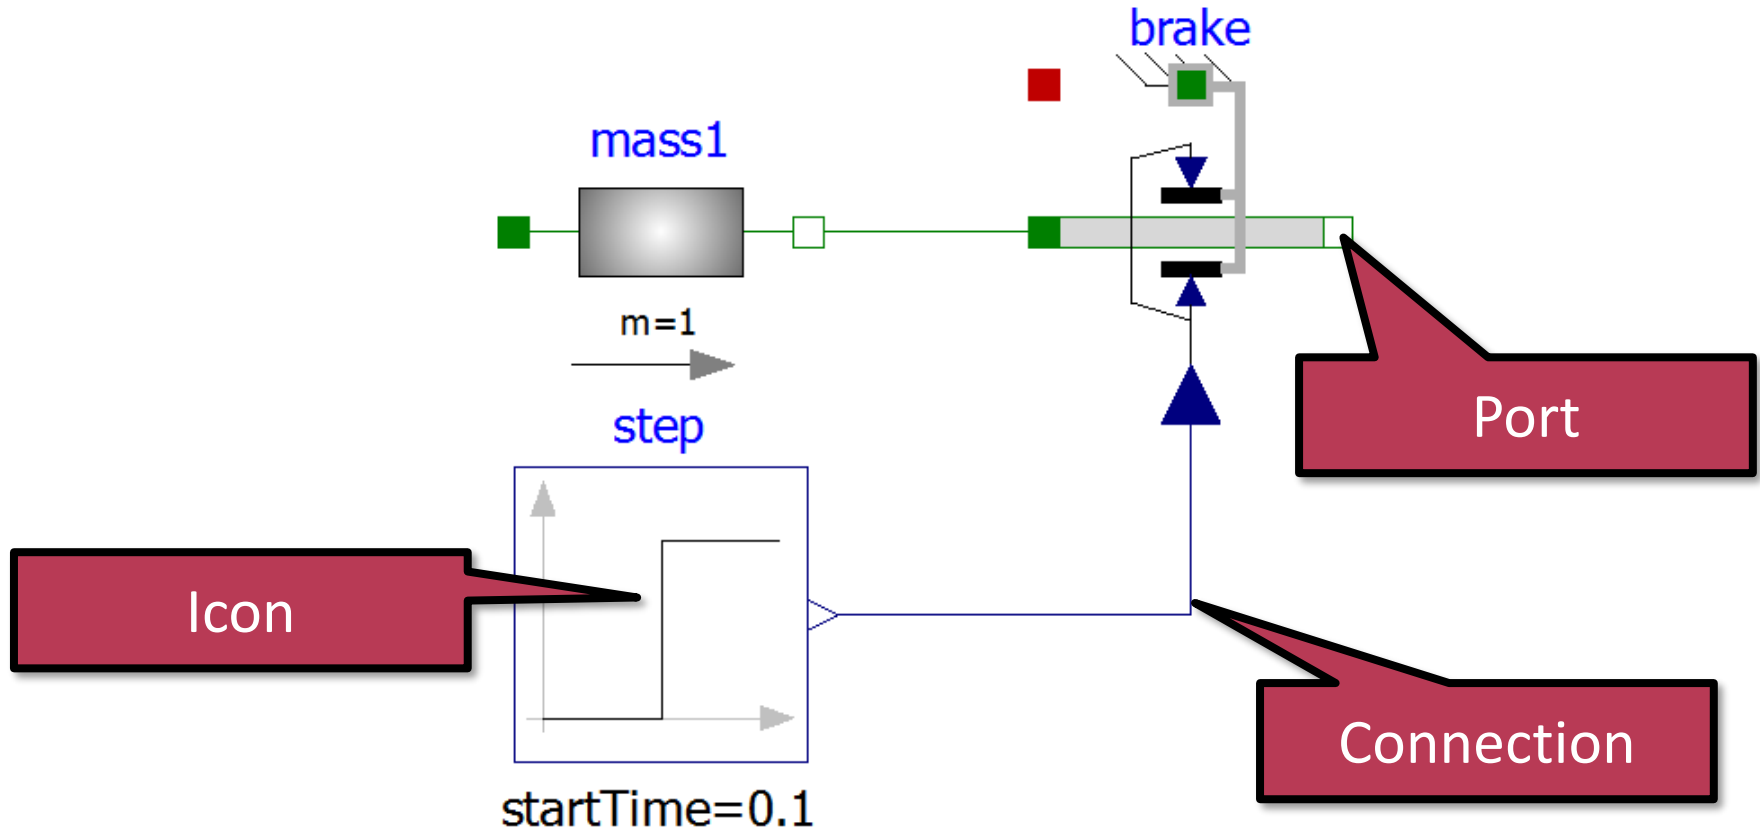 brake
mass1
m=1
step
Port
Icon
Connection
startTime=0.1